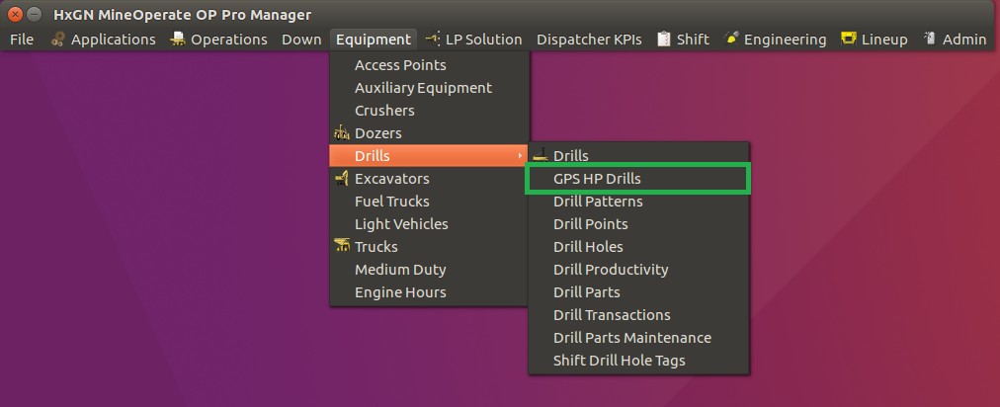 HxGN MineOperate OP Pro Manager
File Applications Operations Down Equipment LP Solution Dispatcher KPIs Shift Engineering Lineup Admin
Access Points
Auxiliary Equipment
Crushers
Dozers
Drills
Excavators
Fuel Trucks
Light Vehicles
Trucks
Medium Duty
Engine Hours
Drills
GPS HP Drills
Drill Patterns
Drill Points
Drill Holes
Drill Productivity
Drill Parts
Drill Transactions
Drill Parts Maintenance
Shift Drill Hole Tags